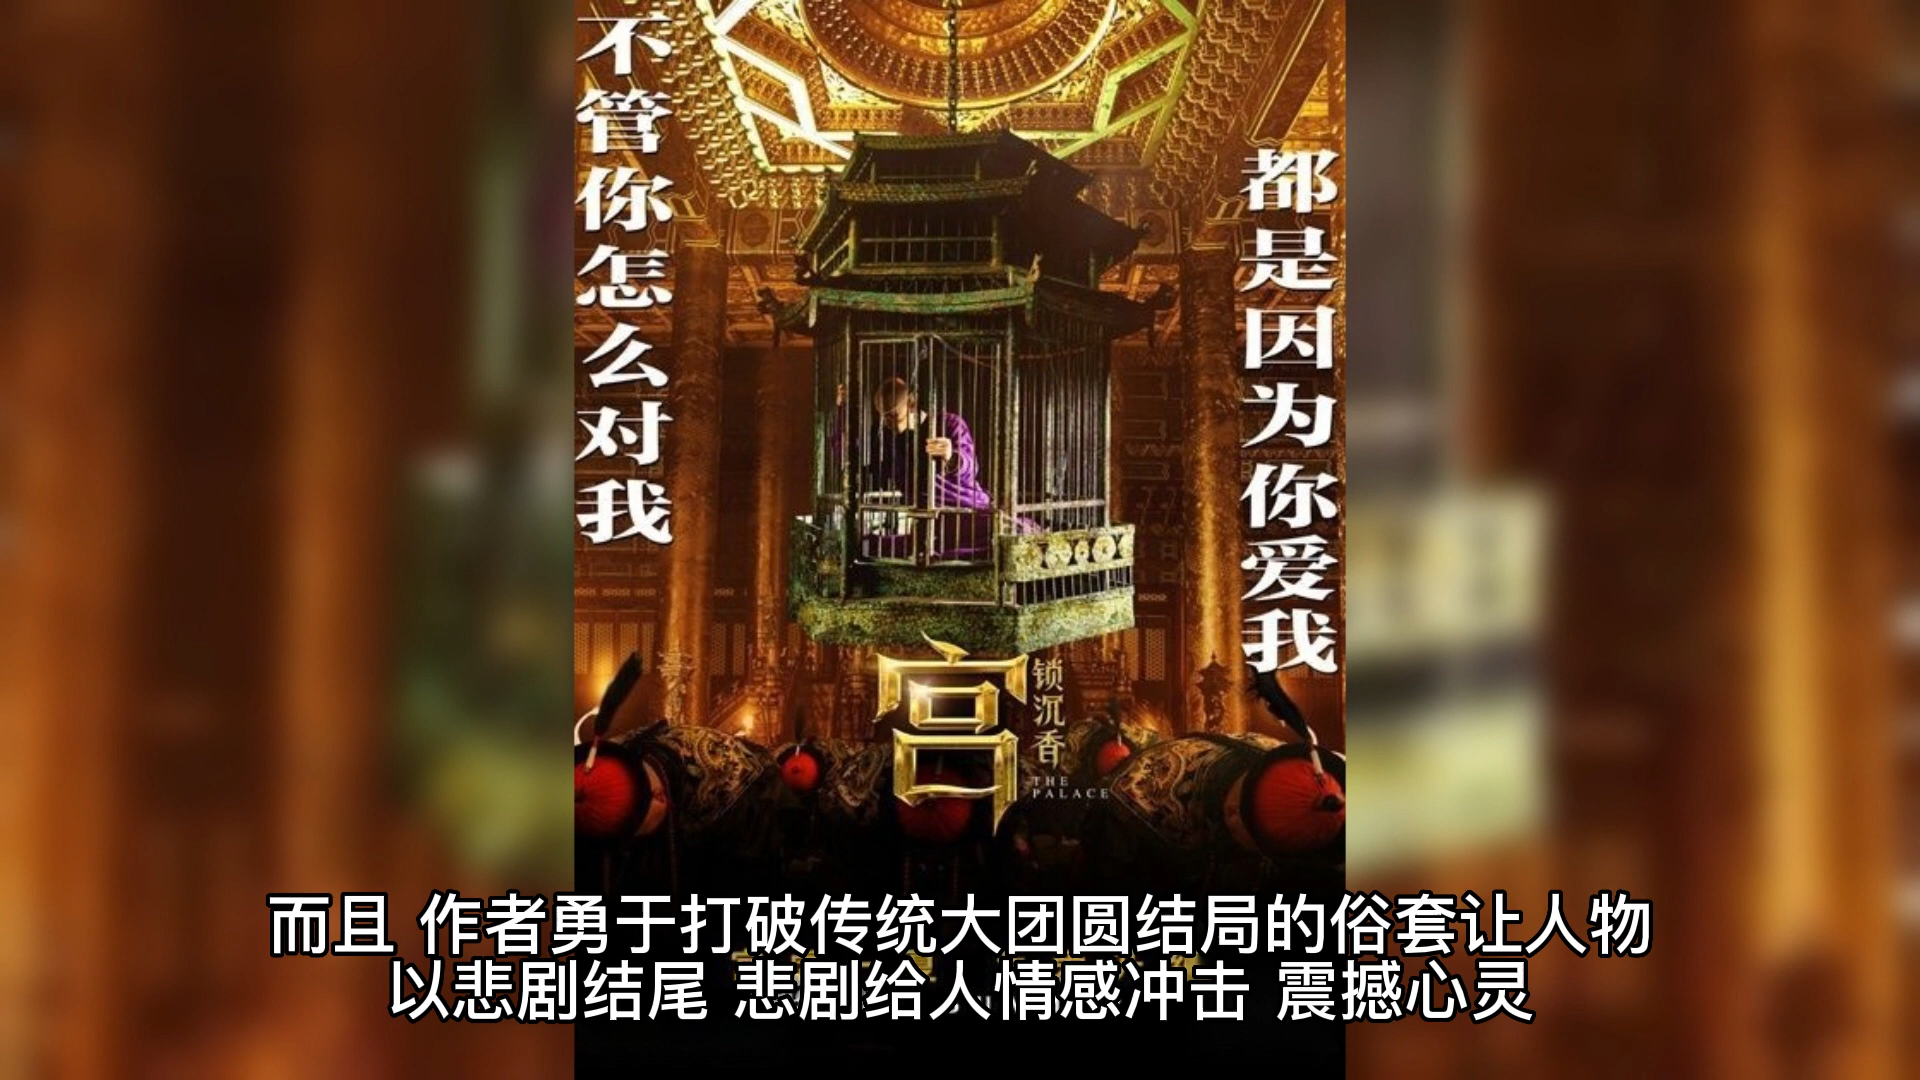 不管你怎么对我
都是因为你爱我
宫
锁沉香
THE
PALACE
而且 作者勇于打破传统大团圆结局的俗套让人物
以悲剧结尾 悲剧给人情感冲击 震撼心灵